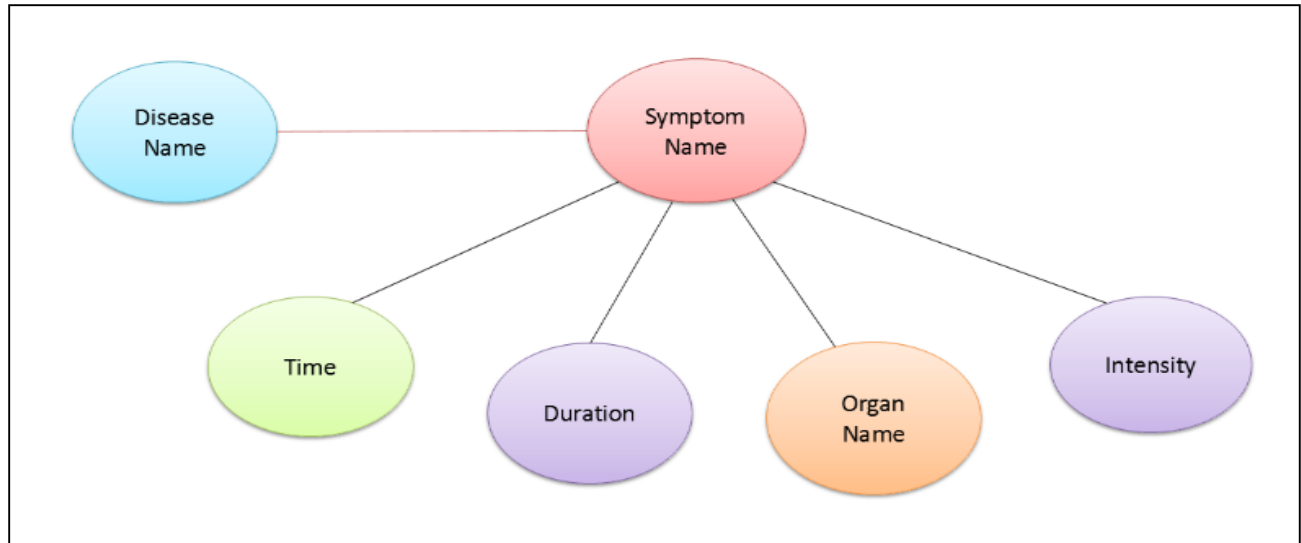 Disease
Name
Symptom
Name
Time
Duration
Organ
Name
Intensity